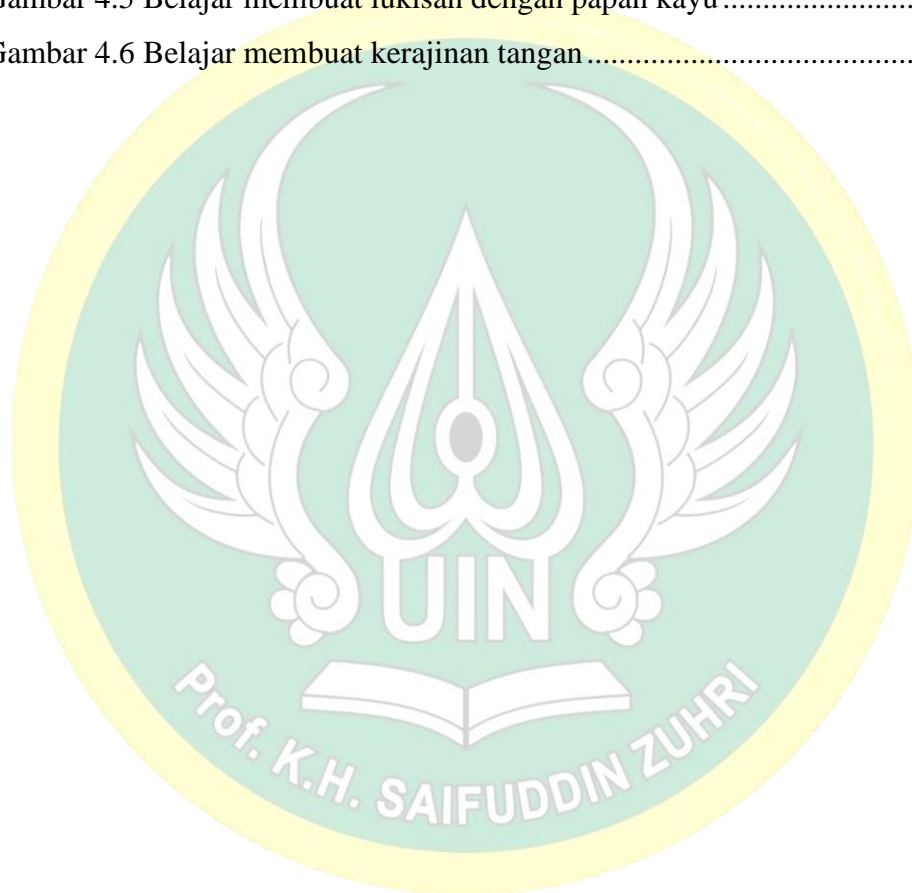 Gambar 4.5 Belajar membuat lukisan dengan papan kayu
Gambar 4.6 Belajar membuat kerajinan tangan
UIN
Prof. K.H. SAIFUDDIN ZUHRI